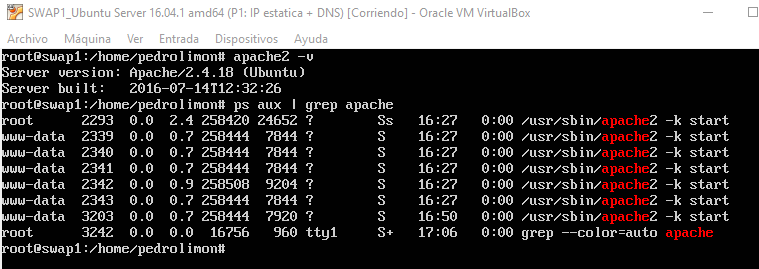 SWAP1_Ubuntu Server 16.04.1 amd64 (P1: IP estatica + DNS) [Corriendo] - Oracle VM VirtualBox
Archivo Máquina Ver Entrada Dispositivos Ayuda
root@swap1:/home/pedrolimon# apache2 -v
Server version: Apache/2.4.18 (Ubuntu)
Server built:   2016-07-14T12:32:26
root@swap1:/home/pedrolimon# ps aux | grep apache
root      2293  0.0  2.4 258420 24652 ?        Ss   16:27   0:00 /usr/sbin/apache2 -k start
www-data  2339  0.0  0.7 258444  7844 ?        S    16:27   0:00 /usr/sbin/apache2 -k start
www-data  2340  0.0  0.7 258444  7844 ?        S    16:27   0:00 /usr/sbin/apache2 -k start
www-data  2341  0.0  0.7 258444  7844 ?        S    16:27   0:00 /usr/sbin/apache2 -k start
www-data  2342  0.0  0.9 258508  9204 ?        S    16:27   0:00 /usr/sbin/apache2 -k start
www-data  2343  0.0  0.7 258444  7844 ?        S    16:27   0:00 /usr/sbin/apache2 -k start
www-data  3203  0.0  0.7 258444  7920 ?        S    16:50   0:00 /usr/sbin/apache2 -k start
root      3242  0.0  0.0  16756   960 tty1     S+   17:06   0:00 grep --color=auto apache
root@swap1:/home/pedrolimon#